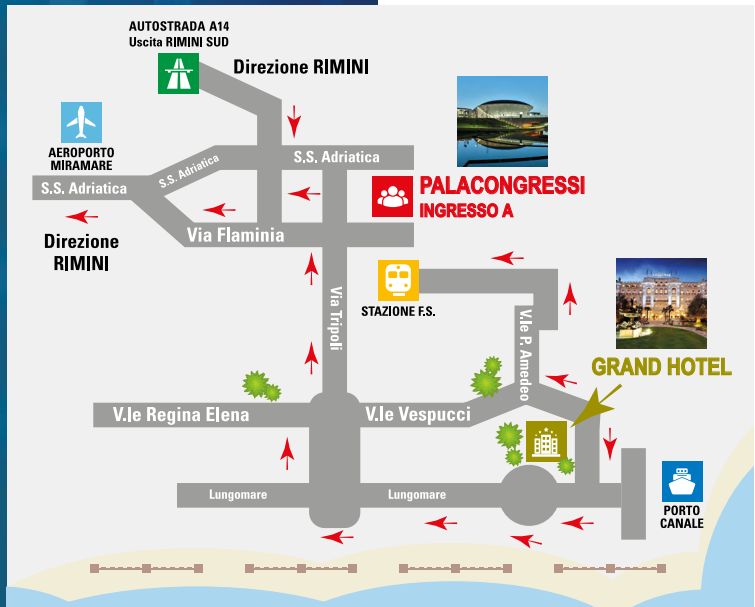 AUTOSTRADA A14
Uscita RIMINI SUD
Direzione RIMINI
AEROPORTO
MIRAMARE
S.S. Adriatica
S.S. Adriatica
S.S. Adriatica
PALACONGRESSI
INGRESSO A
Direzione
RIMINI
Via Flaminia
Via Tripoli
STAZIONE F.S.
V.le P. Amedeo
GRAND HOTEL
V.le Regina Elena
V.le Vespucci
Lungomare
Lungomare
PORTO
CANALE